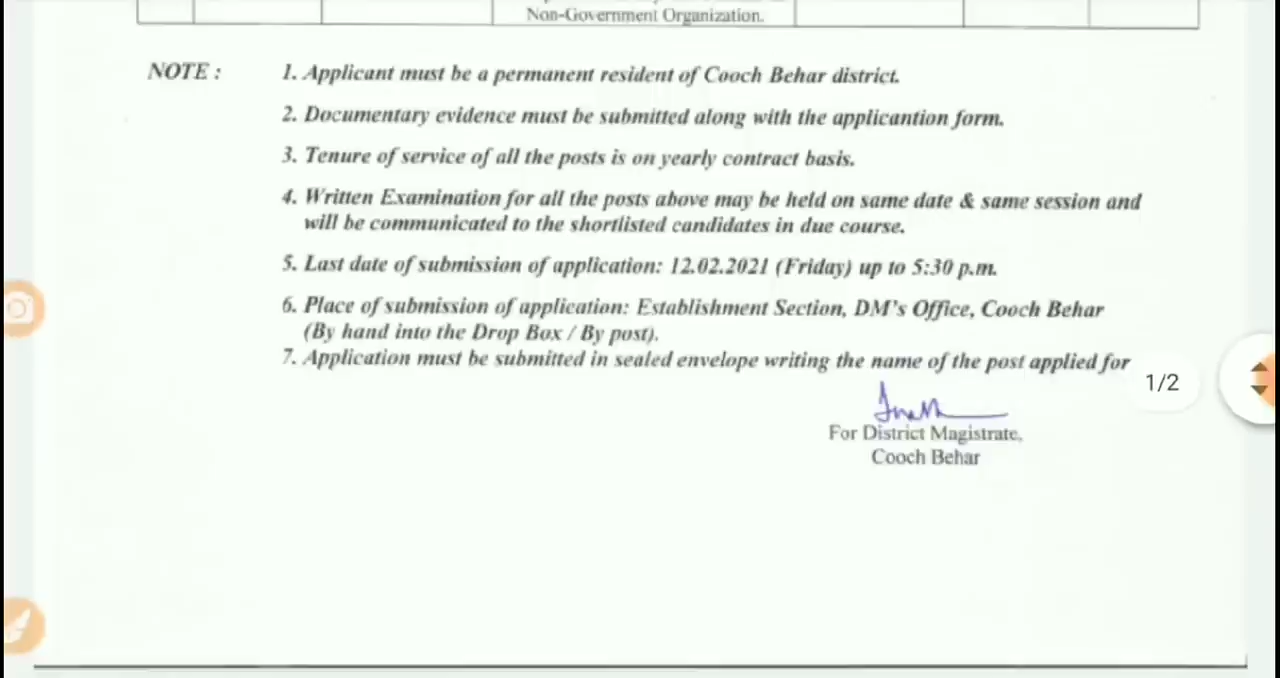 Non-Government Organization.
NOTE :
1. Applicant must be a permanent resident of Cooch Behar district.
2. Documentary evidence must be submitted along with the applicantion form.
3. Tenure of service of all the posts is on yearly contract basis.
4. Written Examination for all the posts above may be held on same date & same session and
will be communicated to the shortlisted candidates in due course.
5. Last date of submission of application: 12.02.2021 (Friday) up to 5:30 p.m.
6. Place of submission of application: Establishment Section, DM's Office, Cooch Behar
(By hand into the Drop Box / By post).
7. Application must be submitted in sealed envelope writing the name of the post applied for
1/2
For District Magistrate,
Cooch Behar